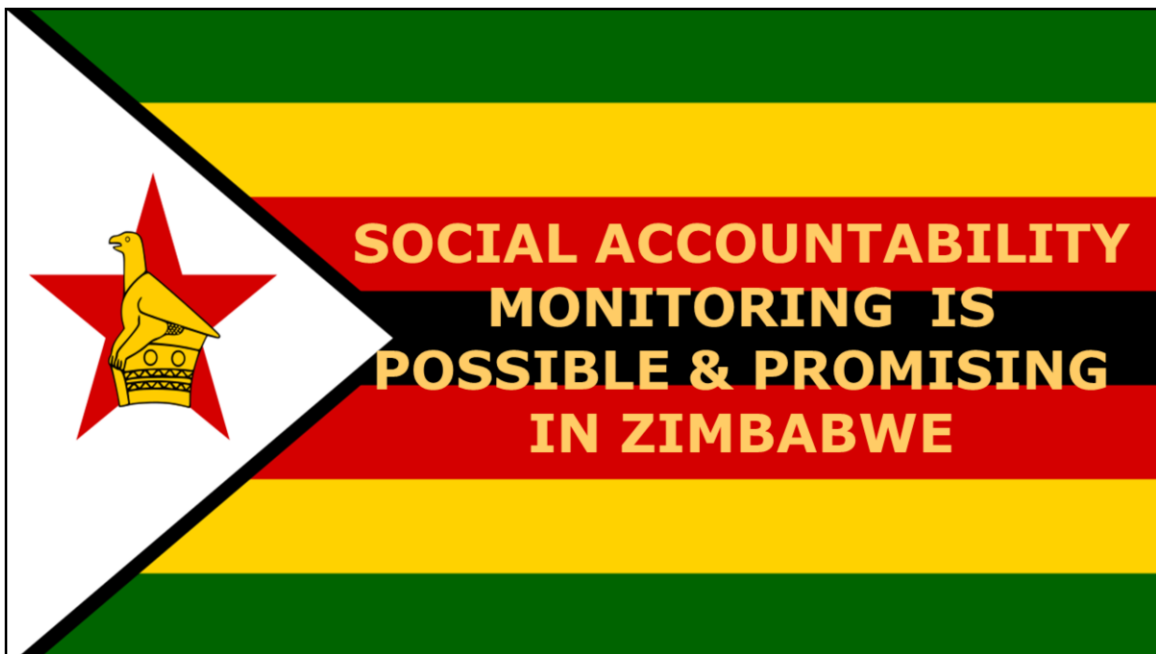 SOCIAL ACCOUNTABILITY
MONITORING  IS
POSSIBLE & PROMISING
IN ZIMBABWE